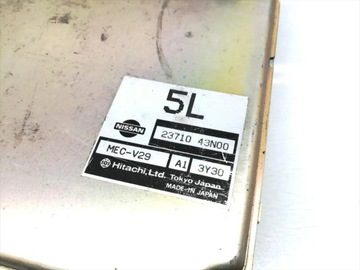 5L
NISSAN 23710 43N00
MEC-V29 A1 3Y30
Hitachi, Ltd. Tokyo Japan
MADE IN JAPAN